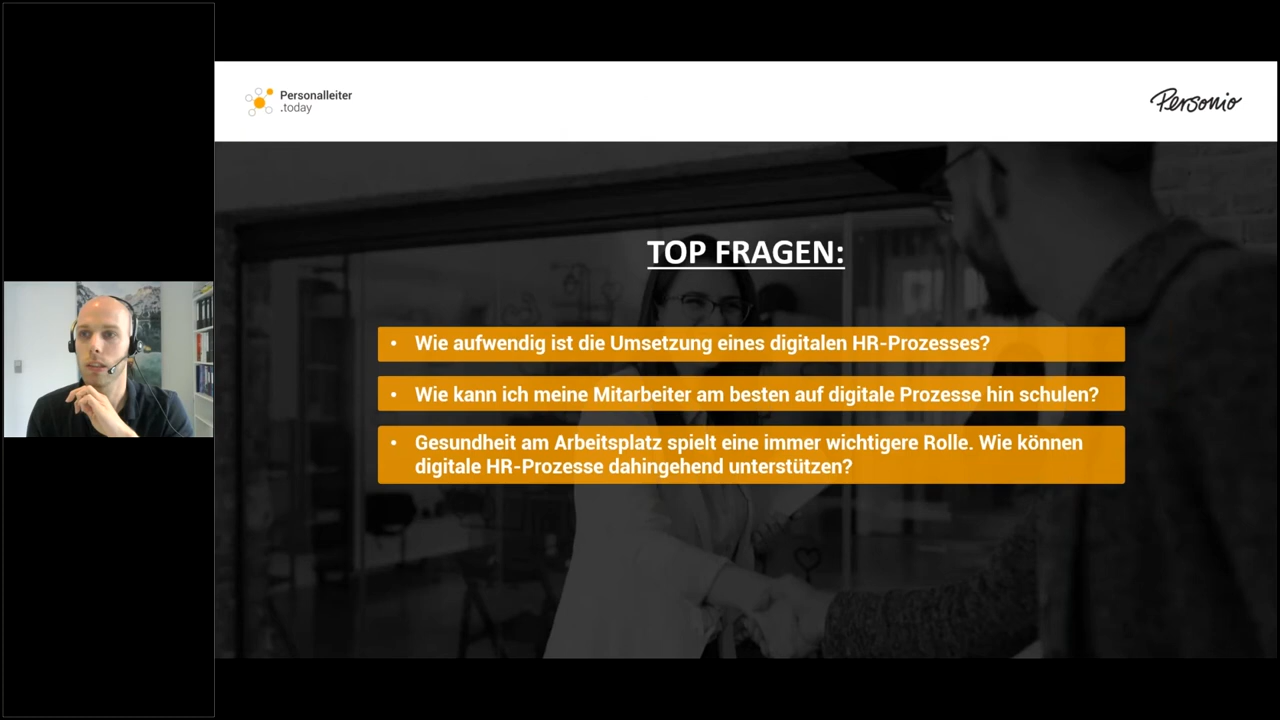 Personalleiter
.today
Personio
TOP FRAGEN:
• Wie aufwendig ist die Umsetzung eines digitalen HR-Prozesses?
• Wie kann ich meine Mitarbeiter am besten auf digitale Prozesse hin schulen?
• Gesundheit am Arbeitsplatz spielt eine immer wichtigere Rolle. Wie können
digitale HR-Prozesse dahingehend unterstützen?